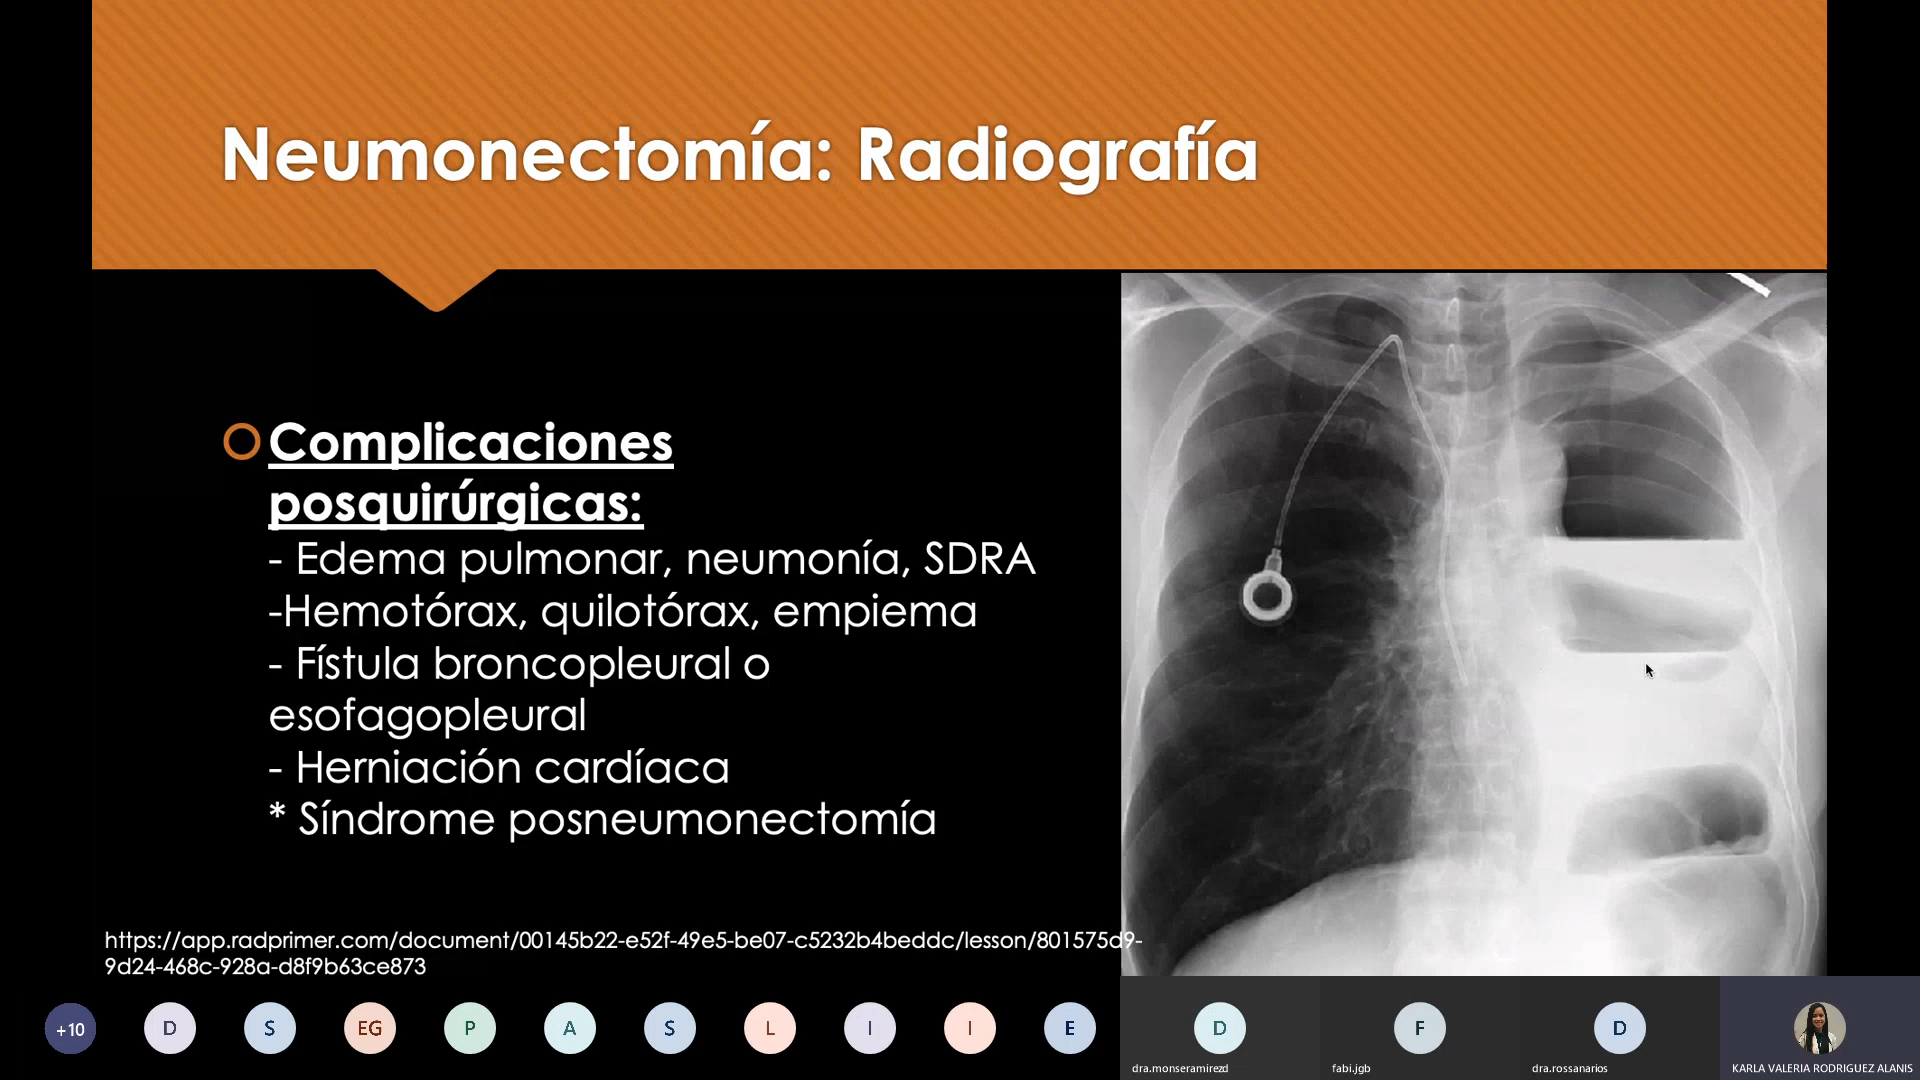 Neumonectomía: Radiografía
Complicaciones
posquirúrgicas:
- Edema pulmonar, neumonía, SDRA
-Hemotórax, quilotórax, empiema
- Fístula broncopleural o
esofagopleural
- Herniación cardíaca
* Síndrome posneumonectomía
https://app.radprimer.com/document/00145b22-e52f-49e5-be07-c5232b4beddc/lesson/801575d9-
9d24-468c-928a-d8f9b63ce873
+10
D
S
EG
P
A
S
L
I
I
E
D
F
D
dra.monseramirezd
fabi.jgb
dra.rossanarios
KARLA VALERIA RODRIGUEZ ALANIS